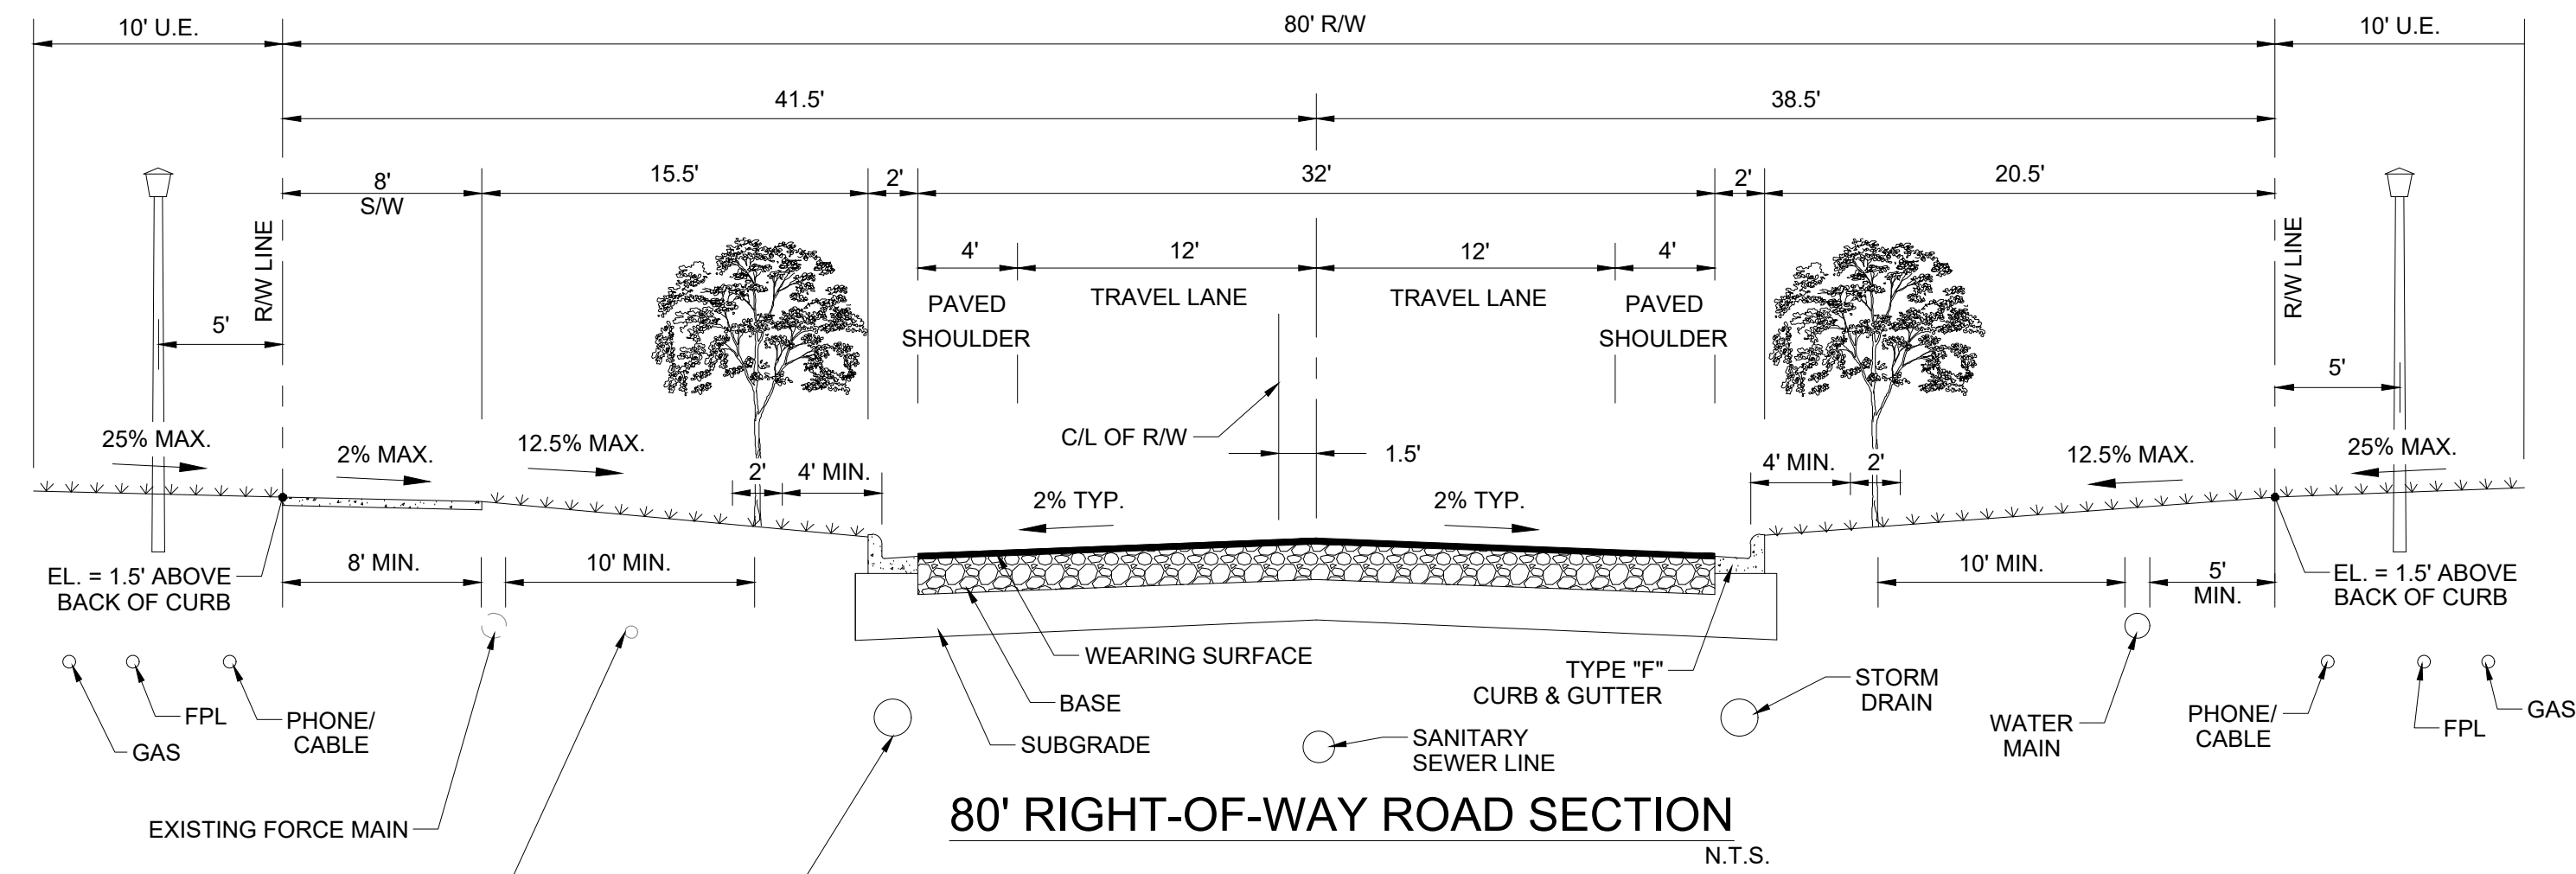 10' U.E.
80' R/W
10' U.E.
41.5'
38.5'
8'
S/W
15.5'
2'
32'
2'
20.5'
R/W LINE
4'
12'
12'
4'
R/W LINE
PAVED
SHOULDER
TRAVEL LANE
TRAVEL LANE
PAVED
SHOULDER
5'
5'
25% MAX.
2% MAX.
12.5% MAX.
C/L OF R/W
1.5'
12.5% MAX.
25% MAX.
2'
4' MIN.
4' MIN.
2'
2% TYP.
2% TYP.
EL. = 1.5' ABOVE
BACK OF CURB
8' MIN.
10' MIN.
10' MIN.
5'
MIN.
EL. = 1.5' ABOVE
BACK OF CURB
WEARING SURFACE
TYPE "F"
CURB & GUTTER
STORM
DRAIN
BASE
GAS
FPL
PHONE/
CABLE
SUBGRADE
SANITARY
SEWER LINE
WATER
MAIN
PHONE/
CABLE
FPL
GAS
EXISTING FORCE MAIN
80' RIGHT-OF-WAY ROAD SECTION
N.T.S.